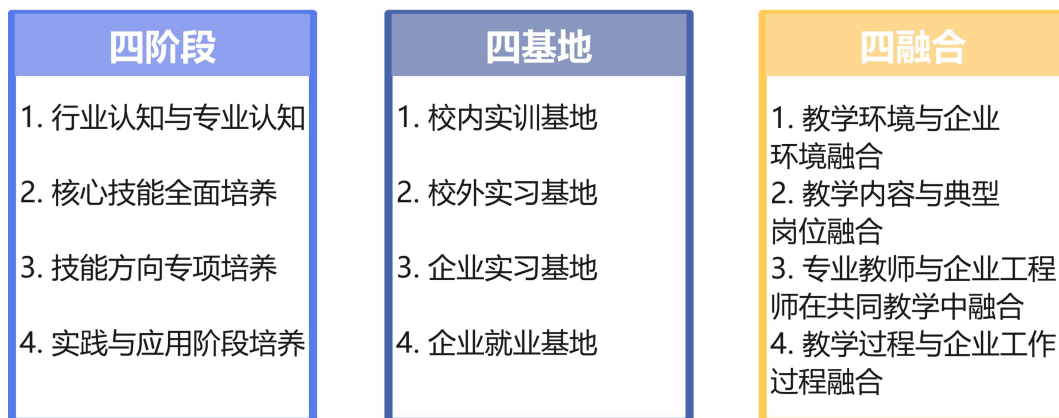 四阶段
1. 行业认知与专业认知
2. 核心技能全面培养
3. 技能方向专项培养
4. 实践与应用阶段培养
四基地
1. 校内实训基地
2. 校外实习基地
3. 企业实习基地
4. 企业就业基地
四融合
1. 教学环境与企业
环境融合
2. 教学内容与典型
岗位融合
3. 专业教师与企业工程
师在共同教学中融合
4. 教学过程与企业工作
过程融合